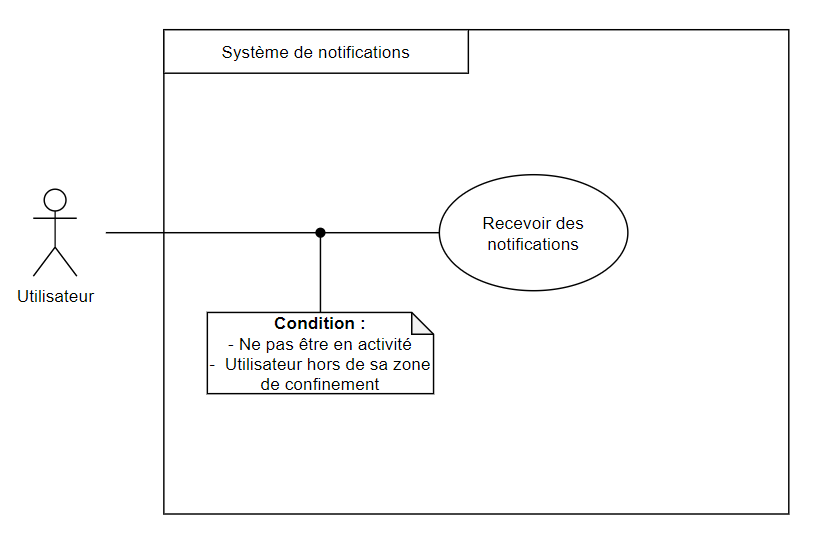 Système de notifications
Recevoir des
notifications
Utilisateur
Condition :
- Ne pas être en activité
- Utilisateur hors de sa zone
de confinement